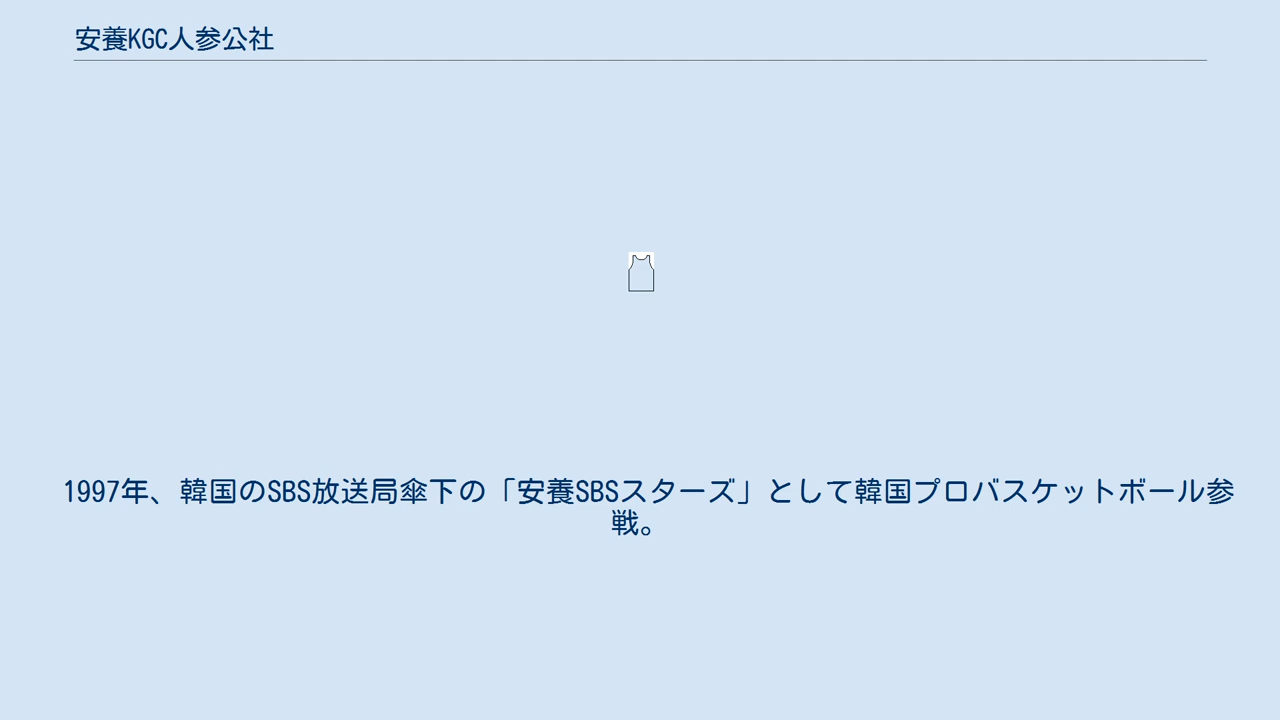 安養KGC人参公社
1997年、韓国のSBS放送局傘下の「安養SBSスターズ」として韓国プロバスケットボール参
戦。